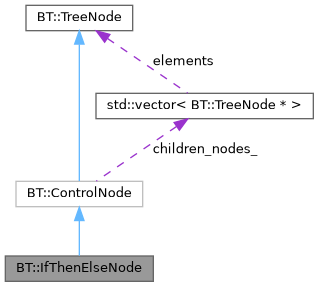 BT::TreeNode
elements
std::vector< BT::TreeNode * >
children_nodes_
BT::ControlNode
BT::IfThenElseNode